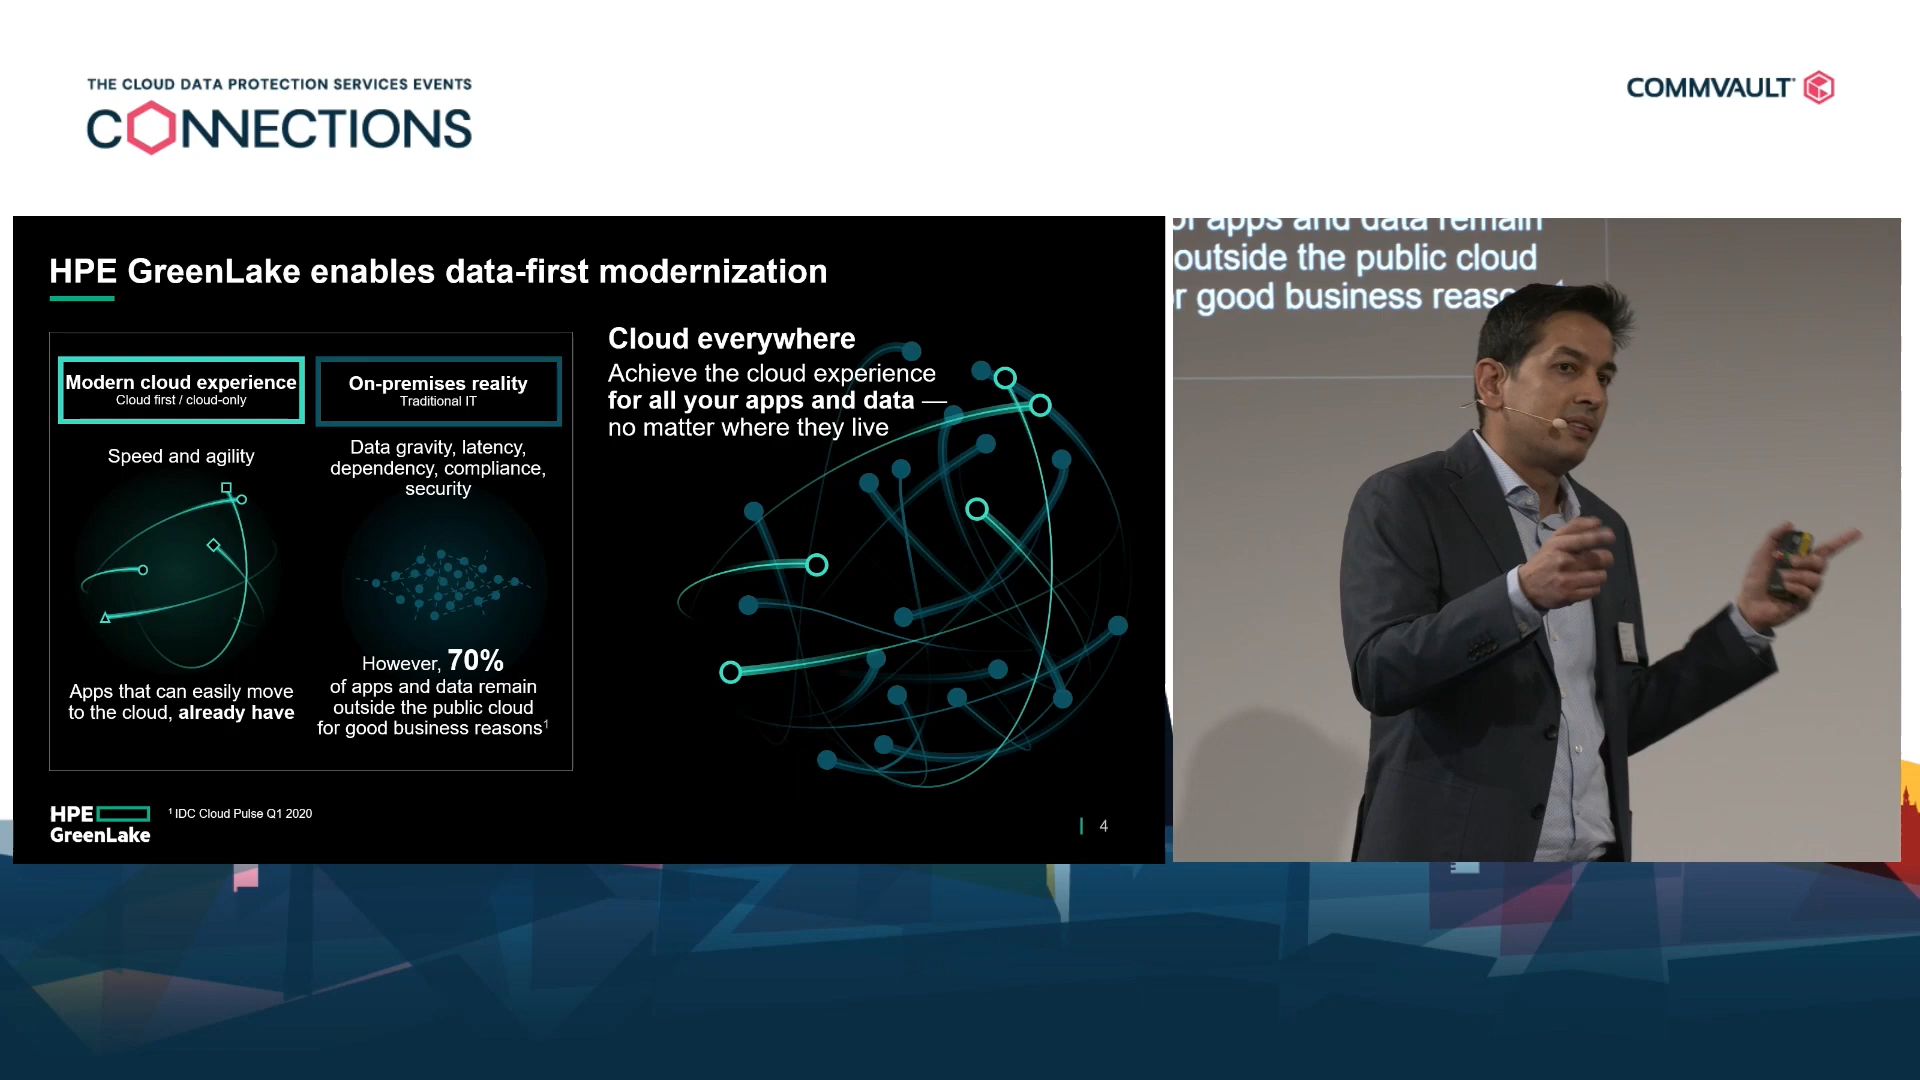 THE CLOUD DATA PROTECTION SERVICES EVENTS
CONNECTIONS
COMMVAULT
HPE GreenLake enables data-first modernization
Modern cloud experience
Cloud first / cloud-only
Speed and agility
Apps that can easily move
to the cloud, already have
On-premises reality
Traditional IT
Data gravity, latency,
dependency, compliance,
security
However, 70%
of apps and data remain
outside the public cloud
for good business reasons¹
Cloud everywhere
Achieve the cloud experience
for all your apps and data —
no matter where they live
HPE
GreenLake
¹ IDC Cloud Pulse Q1 2020
4
of apps and data remain
outside the public cloud
r good business reaso